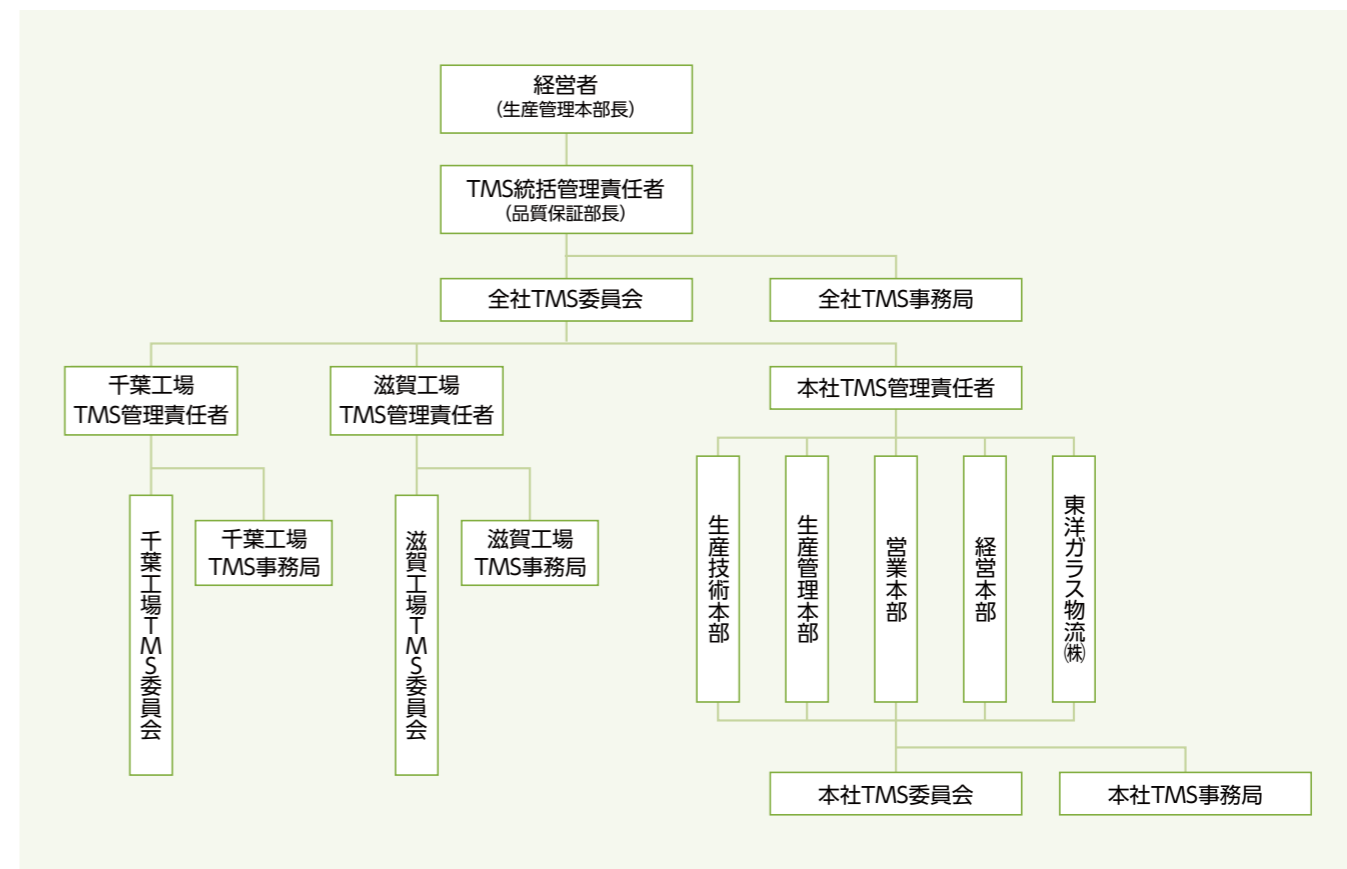 経営者
(生産管理本部長)
TMS統括管理責任者
(品質保証部長)
全社TMS委員会
全社TMS事務局
千葉工場
TMS管理責任者
滋賀工場
TMS管理責任者
本社TMS管理責任者
千葉工場TMS委員会
千葉工場
TMS事務局
滋賀工場TMS委員会
滋賀工場
TMS事務局
生産技術本部
生産管理本部
営業本部
経営本部
東洋ガラス物流㈱
本社TMS委員会
本社TMS事務局